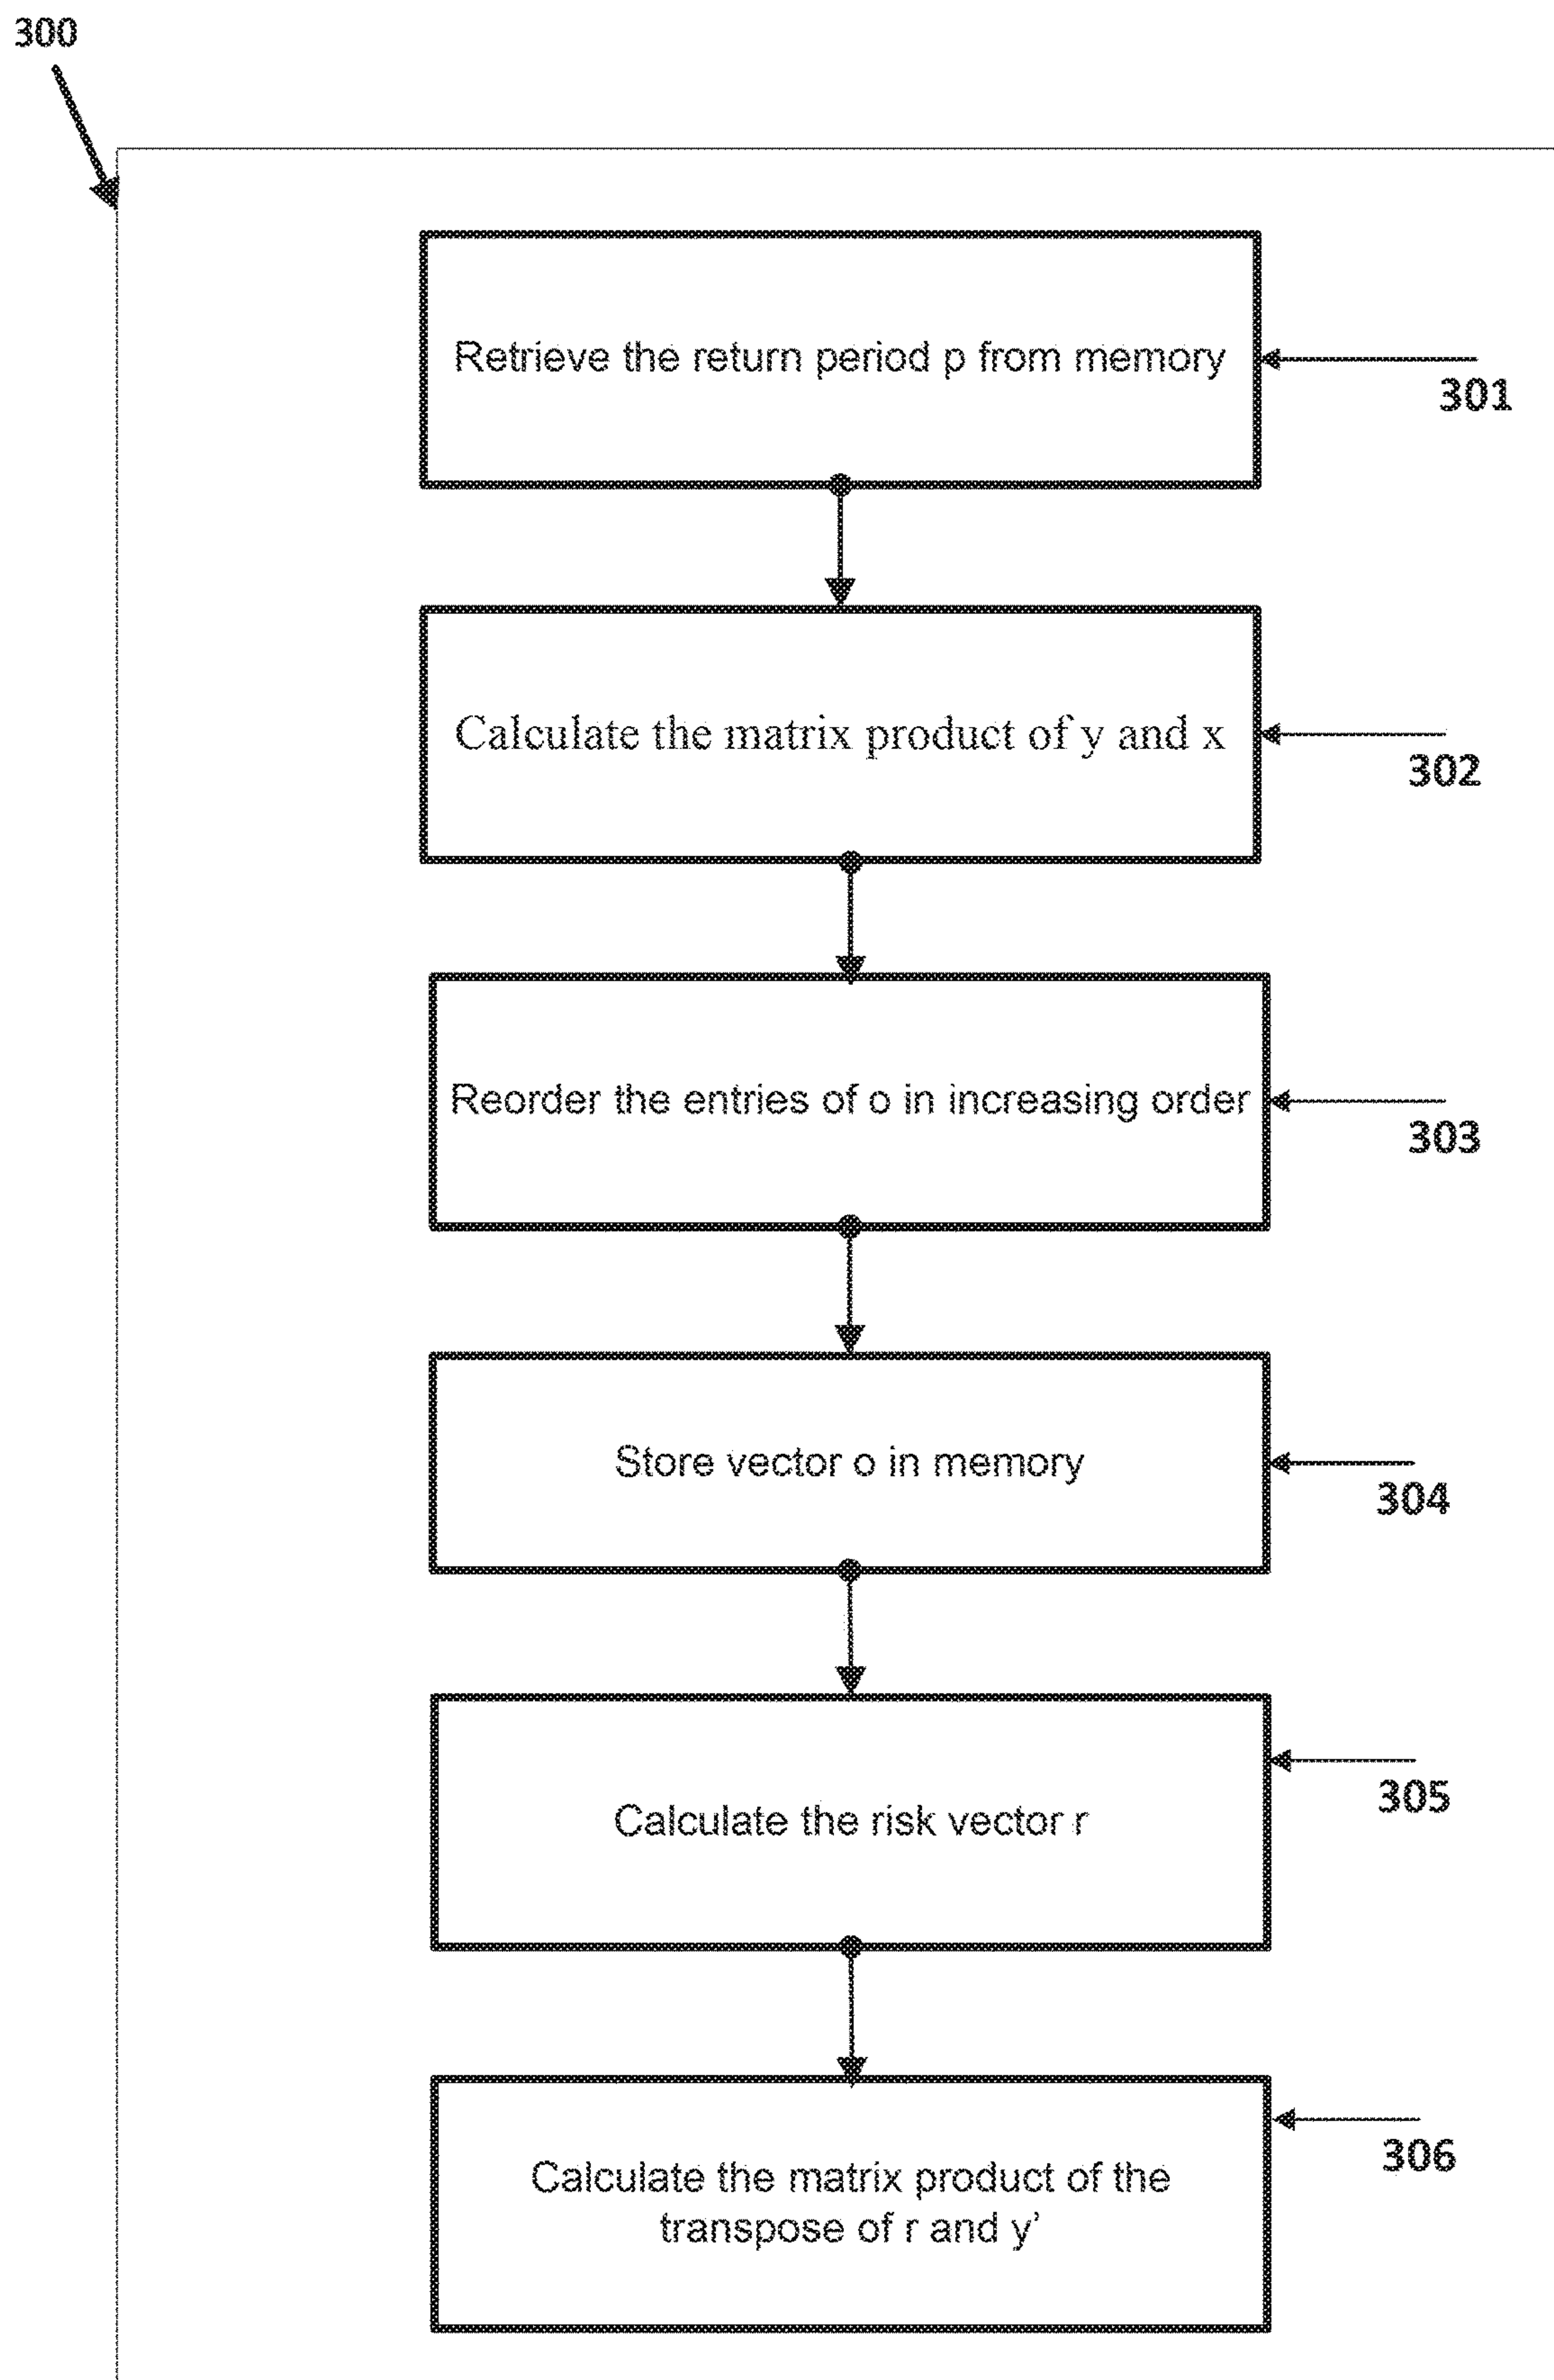 300
Retrieve the return period p from memory
301
Calculate the matrix product of y and x
302
Reorder the entries of o in increasing order
303
Store vector o in memory
304
Calculate the risk vector r
305
Calculate the matrix product of the
transpose of r and y’
306